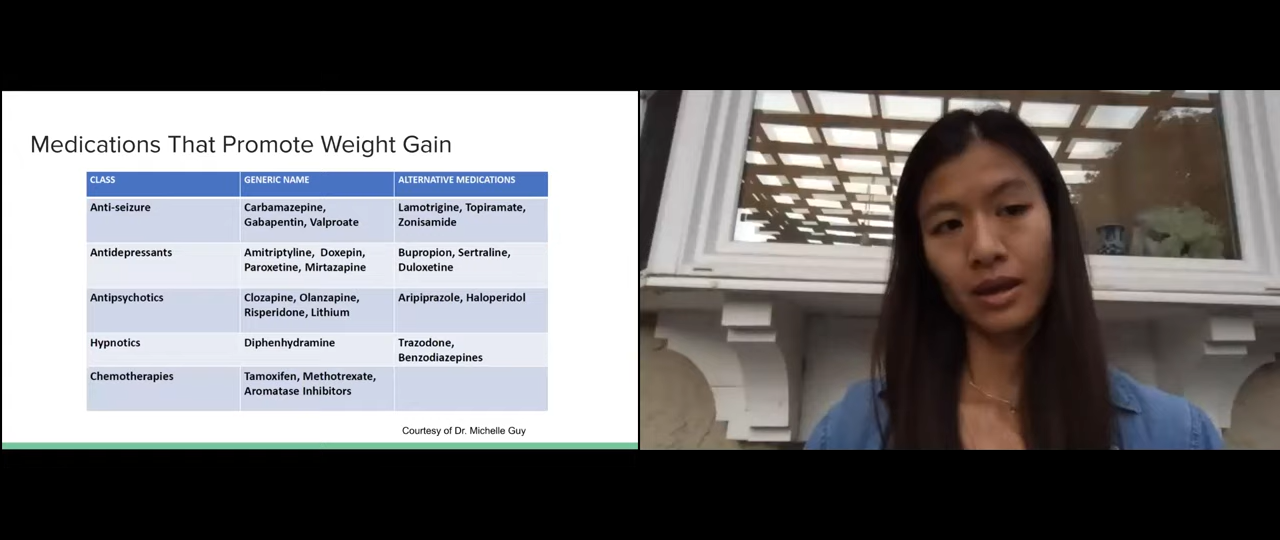 Medications That Promote Weight Gain
CLASS
GENERIC NAME
ALTERNATIVE MEDICATIONS
Anti-seizure
Carbamazepine,
Gabapentin, Valproate
Lamotrigine, Topiramate,
Zonisamide
Antidepressants
Amitriptyline, Doxepin,
Paroxetine, Mirtazapine
Bupropion, Sertraline,
Duloxetine
Antipsychotics
Clozapine, Olanzapine,
Risperidone, Lithium
Aripiprazole, Haloperidol
Hypnotics
Diphenhydramine
Trazodone,
Benzodiazepines
Chemotherapies
Tamoxifen, Methotrexate,
Aromatase Inhibitors
Courtesy of Dr. Michelle Guy